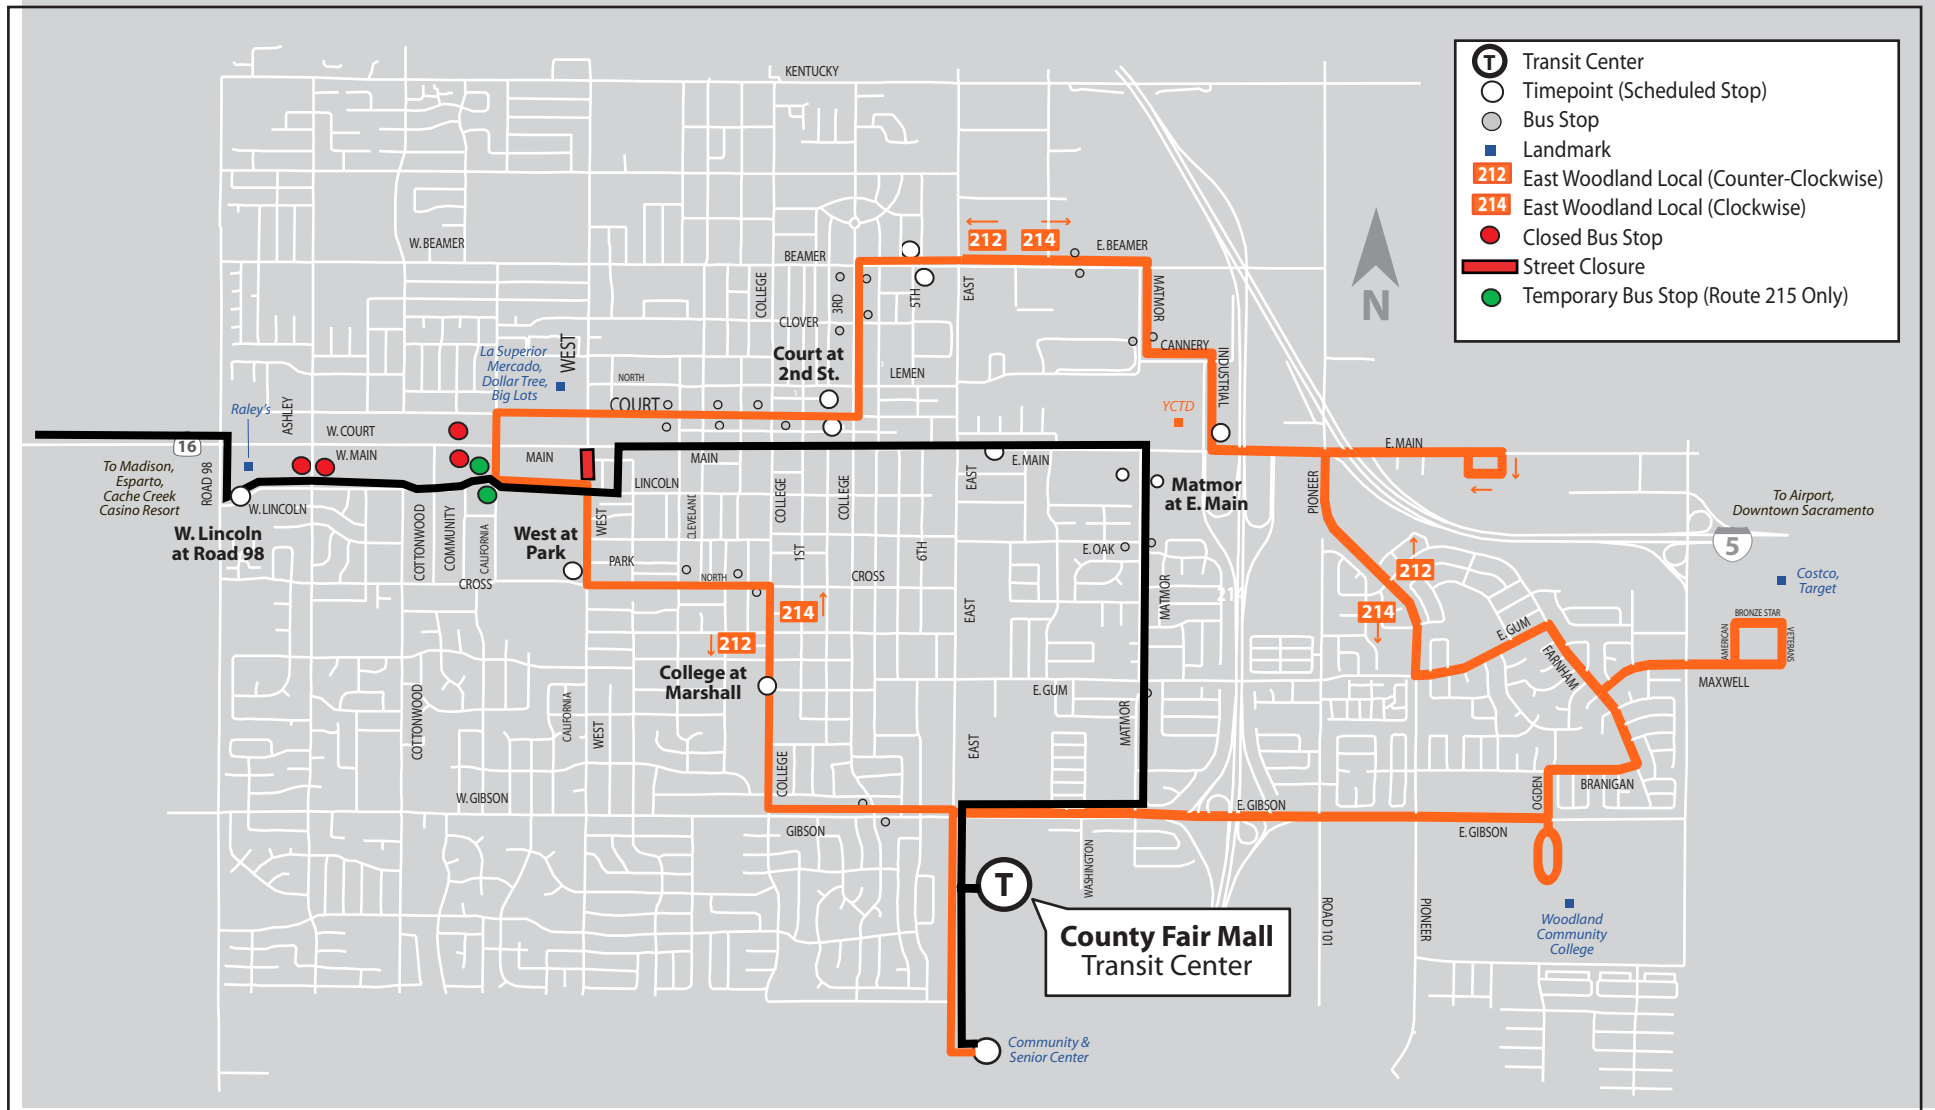 T Transit Center
Timepoint (Scheduled Stop)
Bus Stop
Landmark
212 East Woodland Local (Counter-Clockwise)
214 East Woodland Local (Clockwise)
Closed Bus Stop
Street Closure
Temporary Bus Stop (Route 215 Only)
KENTUCKY
N
W. BEAMER
BEAMER
212
214
E. BEAMER
COLLEGE
3RD
5TH
EAST
MATMOR
CLOVER
CANNERY
INDUSTRIAL
La Superior
Mercado,
Dollar Tree,
Big Lots
WEST
Court at
2nd St.
LEMEN
NORTH
COURT
Raley's
ASHLEY
W. COURT
YCTD
16
W. MAIN
MAIN
MAIN
E. MAIN
E. MAIN
To Madison,
Esparto,
Cache Creek
Casino Resort
ROAD 98
W. LINCOLN
LINCOLN
W. Lincoln
at Road 98
COTTONWOOD
COMMUNITY
CALIFORNIA
CROSS
West at
Park
WEST
PARK
CLEVELAND
NORTH
COLLEGE
1ST
COLLEGE
CROSS
6TH
EAST
E. OAK
Matmor
at E. Main
MATMOR
PIONEER
To Airport,
Downtown Sacramento
5
Costco,
Target
214
212
214
214
212
EAST
E. GUM
FARNHAM
BRONZE STAR
AMERICAN
VETERANS
MAXWELL
College at
Marshall
E. GUM
MATMOR
COTTONWOOD
CALIFORNIA
WEST
COLLEGE
EAST
W. GIBSON
GIBSON
E. GIBSON
E. GIBSON
OGDEN
BRANIGAN
T
WASHINGTON
ROAD 101
PIONEER
County Fair Mall
Transit Center
Woodland
Community
College
Community &
Senior Center